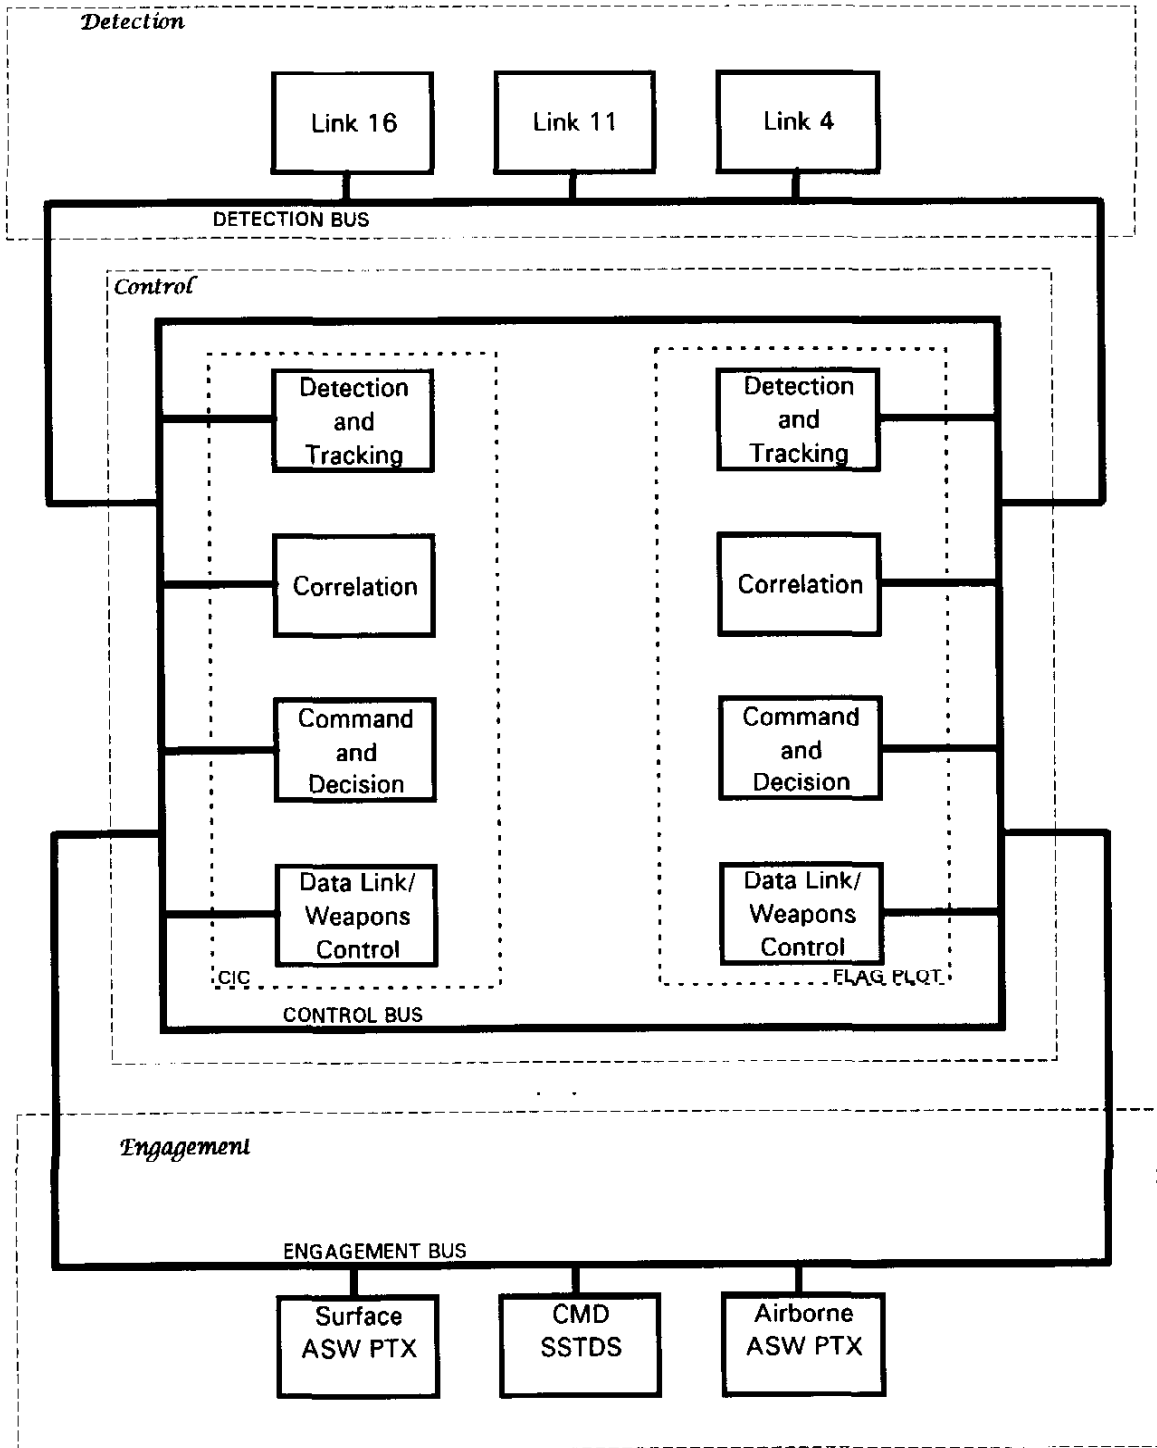 Detection
Link 16
Link 11
Link 4
DETECTION BUS
Control
Detection
and
Tracking
Detection
and
Tracking
Correlation
Correlation
Command
and
Decision
Command
and
Decision
Data Link/
Weapons
Control
Data Link/
Weapons
Control
CIC
FLAG PLOT
CONTROL BUS
Engagement
ENGAGEMENT BUS
Surface
ASW PTX
CMD
SSTDS
Airborne
ASW PTX